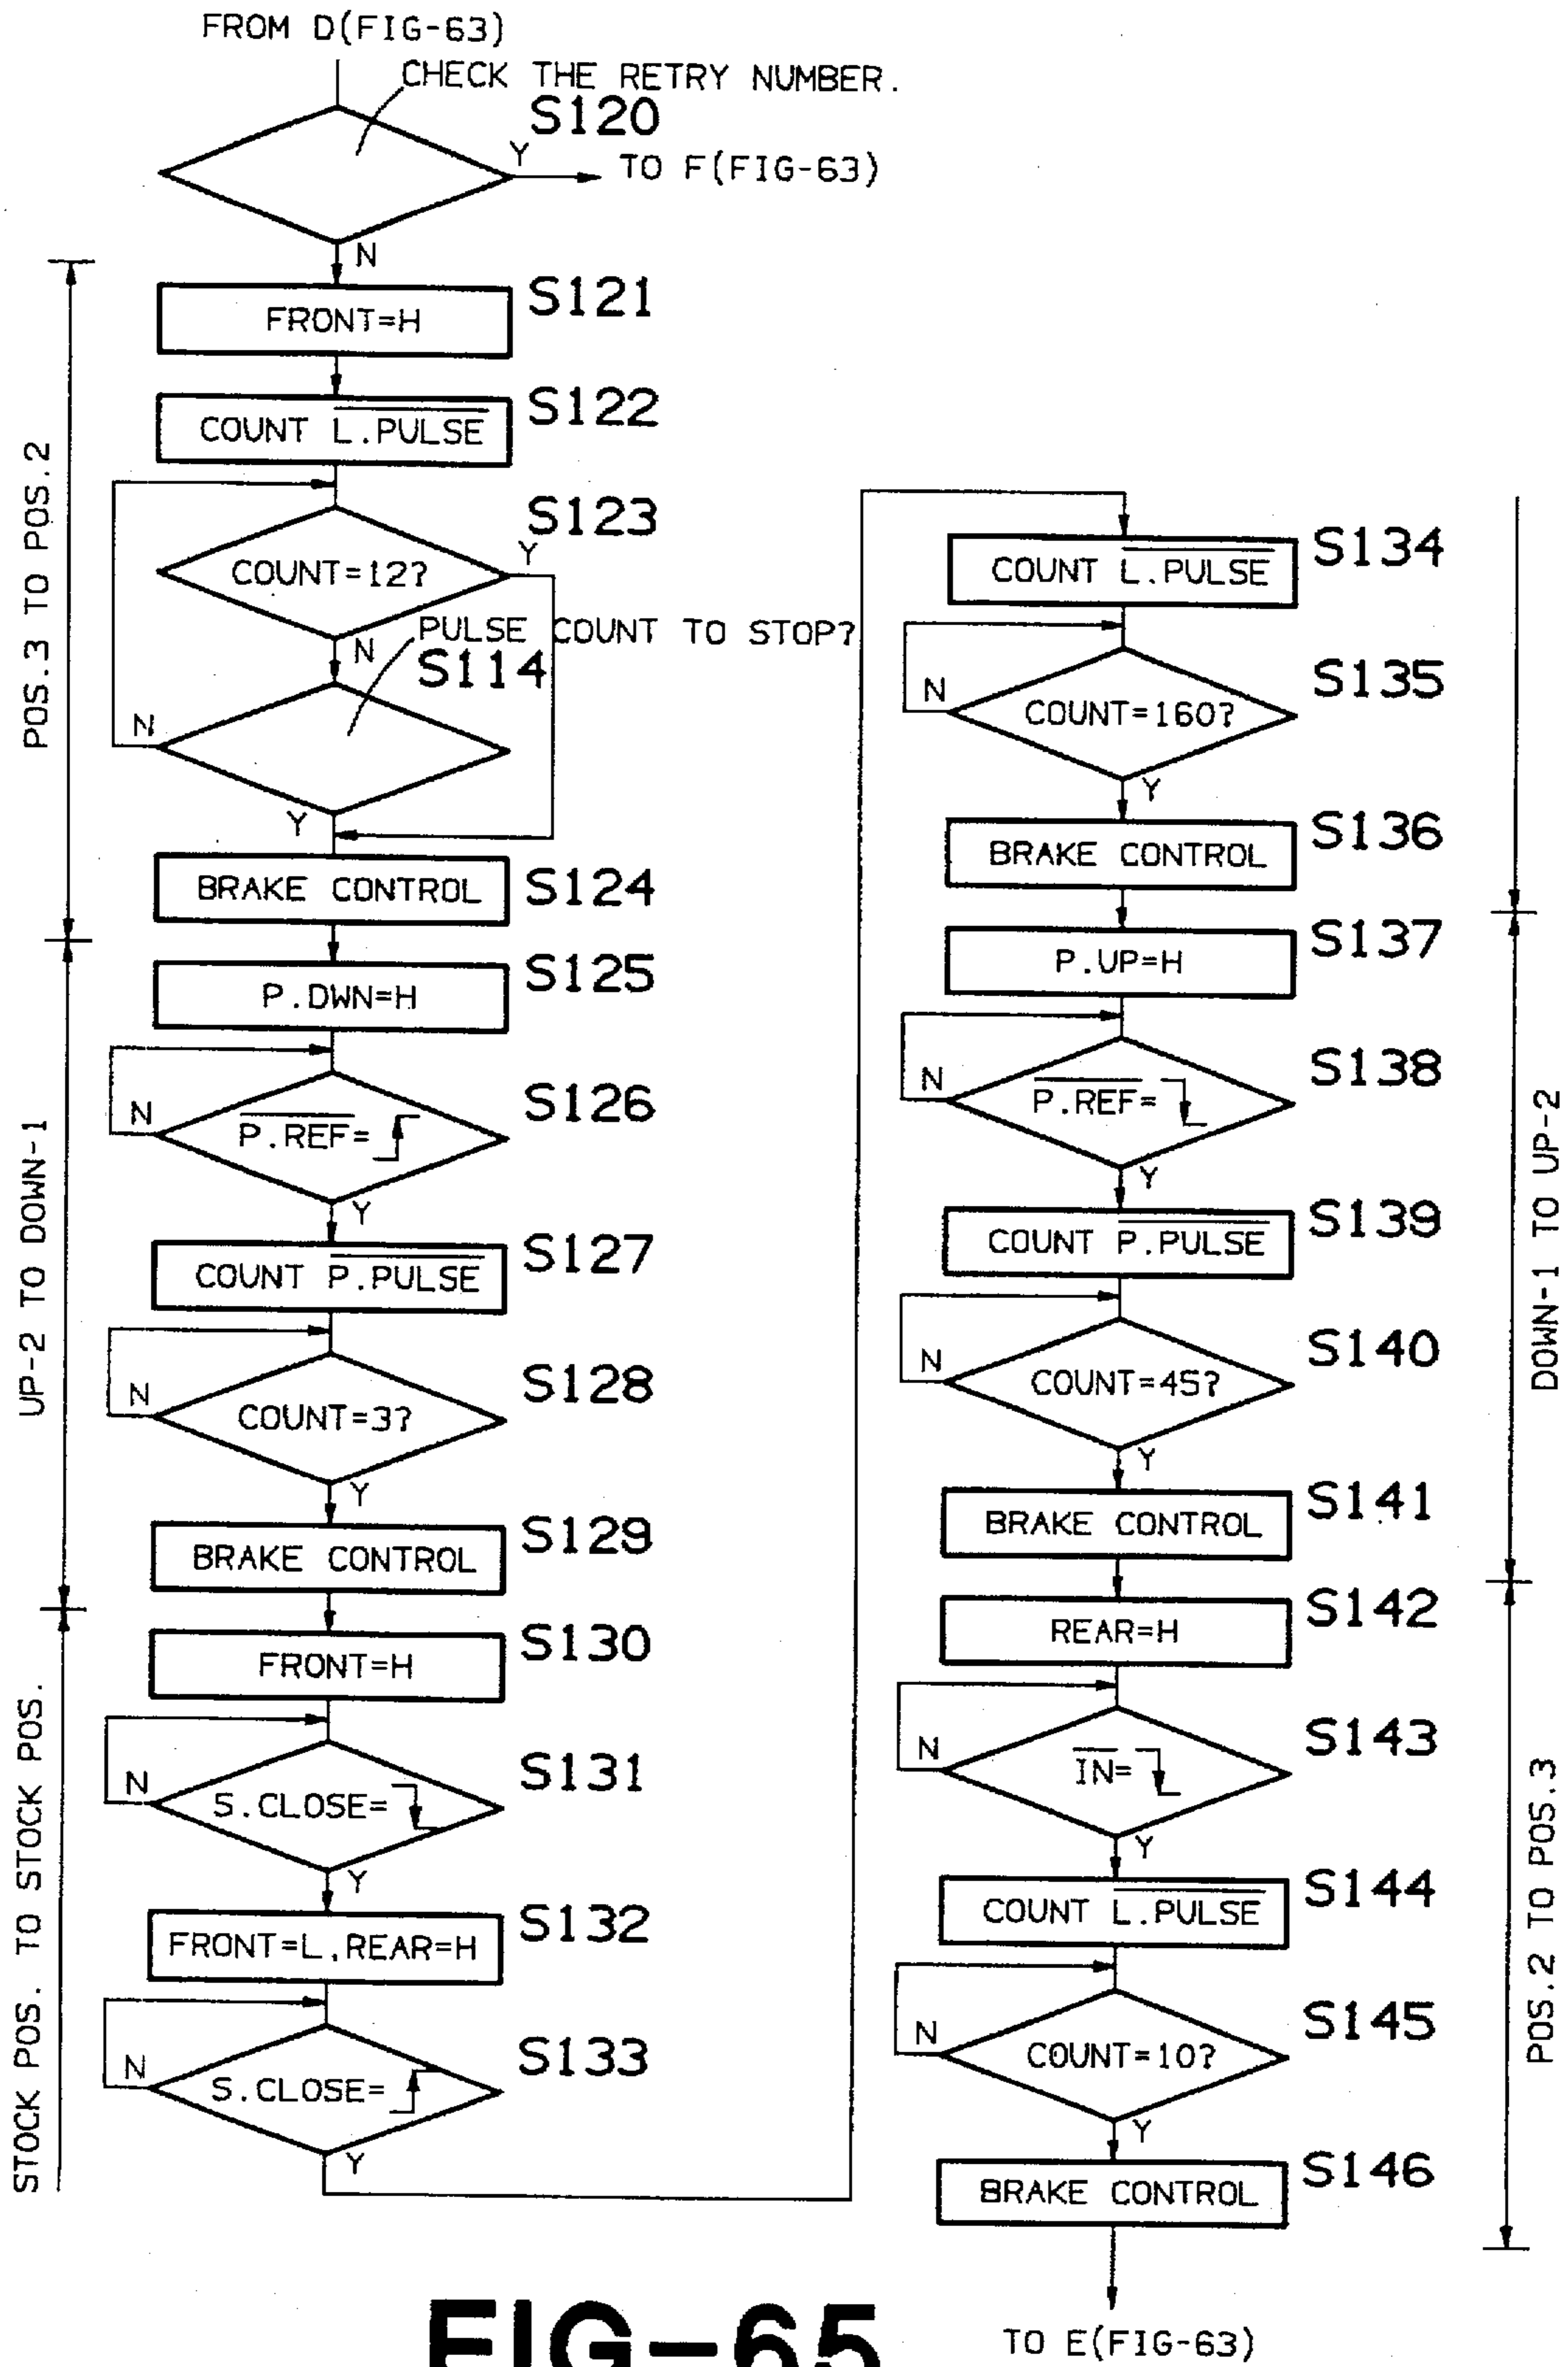 FROM D(FIG-63)
CHECK THE RETRY NUMBER.
S120
Y
TO F(FIG-63)
N
POS.3 TO POS.2
S121
FRONT=H
S122
COUNT L.PULSE
S123
COUNT=12?
Y
N
PULSE COUNT TO STOP?
S114
N
Y
BRAKE CONTROL
S124
UP-2 TO DOWN-1
P.DWN=H
S125
P.REF=
S126
N
Y
COUNT P.PULSE
S127
COUNT=3?
S128
N
Y
BRAKE CONTROL
S129
STOCK POS. TO STOCK POS.
FRONT=H
S130
S.CLOSE=
S131
N
Y
FRONT=L,REAR=H
S132
S.CLOSE=
S133
N
Y
COUNT L.PULSE
S134
COUNT=160?
S135
N
Y
BRAKE CONTROL
S136
DOWN-1 TO UP-2
P.UP=H
S137
P.REF=
S138
N
Y
COUNT P.PULSE
S139
COUNT=45?
S140
N
Y
BRAKE CONTROL
S141
POS.2 TO POS.3
REAR=H
S142
IN=
S143
N
Y
COUNT L.PULSE
S144
COUNT=10?
S145
N
Y
BRAKE CONTROL
S146
TO E(FIG-63)
FIG-65